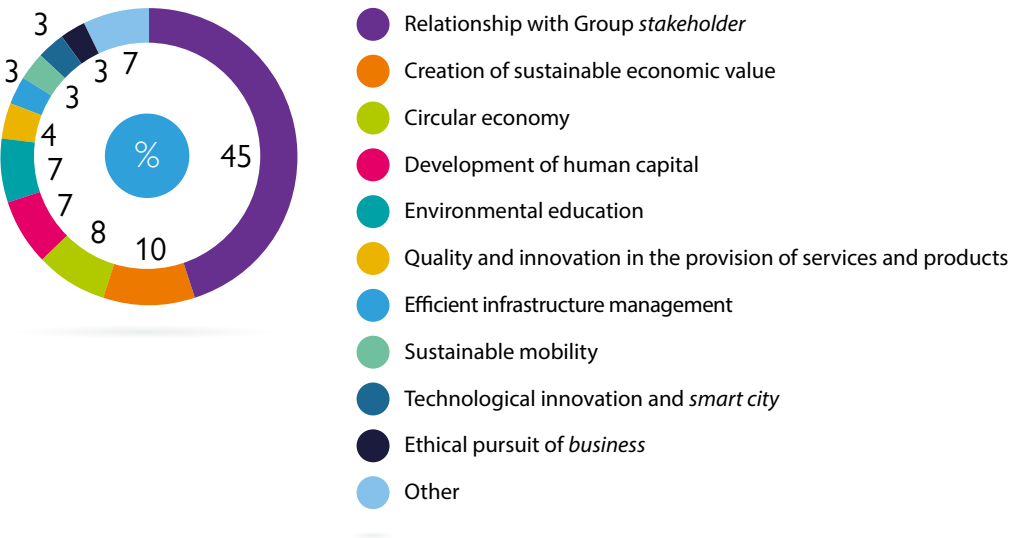 3
3
3
7
3
4
7
7
8
10
45
%
Relationship with Group stakeholder
Creation of sustainable economic value
Circular economy
Development of human capital
Environmental education
Quality and innovation in the provision of services and products
Efficient infrastructure management
Sustainable mobility
Technological innovation and smart city
Ethical pursuit of business
Other